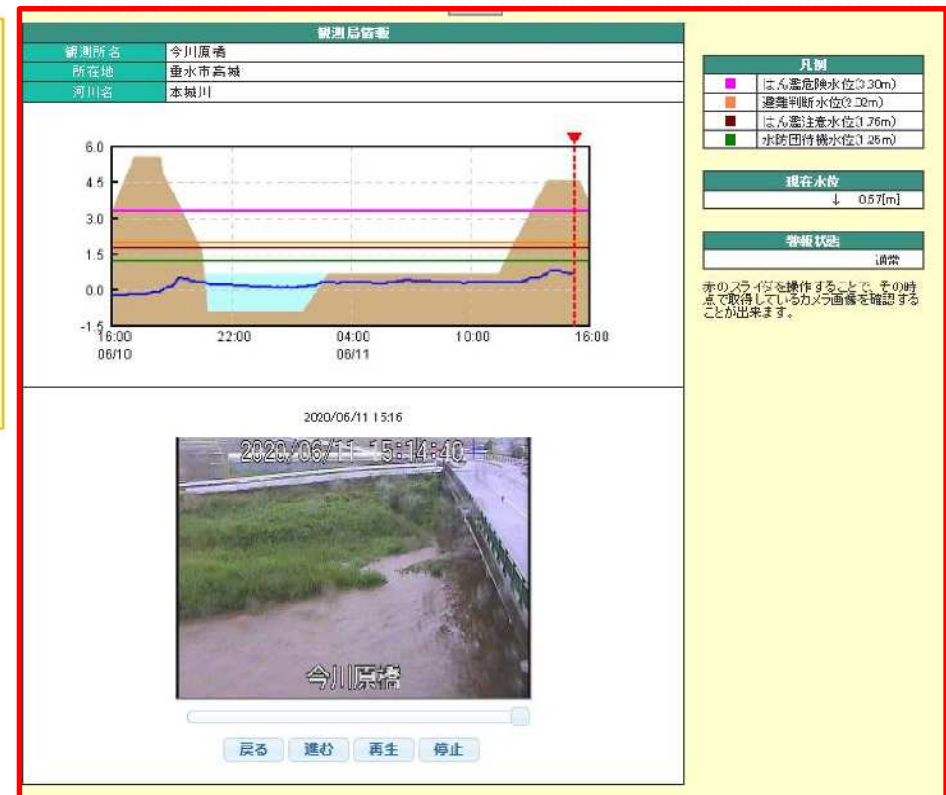 観測局情報
観測所名 今川原橋
所在地 垂水市高城
河川名 本城川
6.0
4.5
3.0
1.5
0.0
-1.5
16:00 22:00 04:00 10:00 16:00
06/10 06/11
2020/06/11 15:16
2020/06/11 15:14:40
今川原橋
戻る 進む 再生 停止
凡例
はん濫危険水位(3.30m)
避難判断水位(2.02m)
はん濫注意水位(1.76m)
水防団待機水位(1.25m)
現在水位
↓ 0.57[m]
警報状態
通常
赤のスライダを操作することで、その時
点で取得しているカメラ画像を確認する
ことが出来ます。